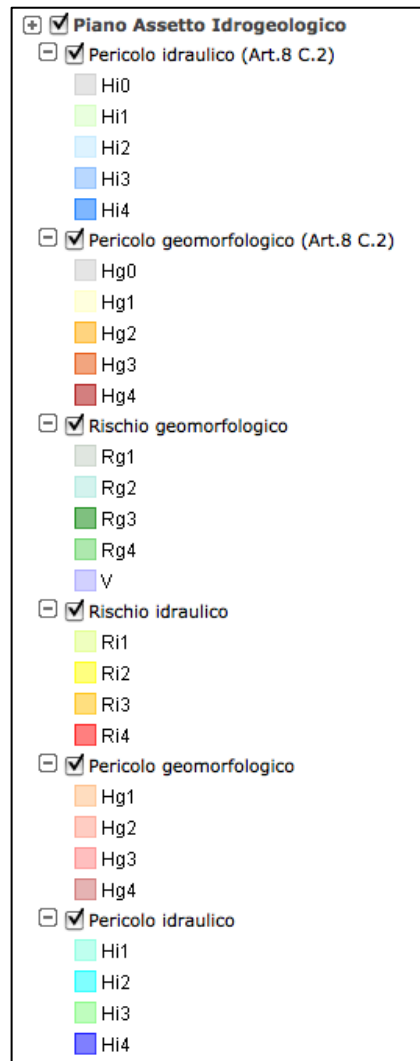 Piano Assetto Idrogeologico
Pericolo idraulico (Art.8 C.2)
Hi0
Hi1
Hi2
Hi3
Hi4
Pericolo geomorfologico (Art.8 C.2)
Hg0
Hg1
Hg2
Hg3
Hg4
Rischio geomorfologico
Rg1
Rg2
Rg3
Rg4
V
Rischio idraulico
Ri1
Ri2
Ri3
Ri4
Pericolo geomorfologico
Hg1
Hg2
Hg3
Hg4
Pericolo idraulico
Hi1
Hi2
Hi3
Hi4